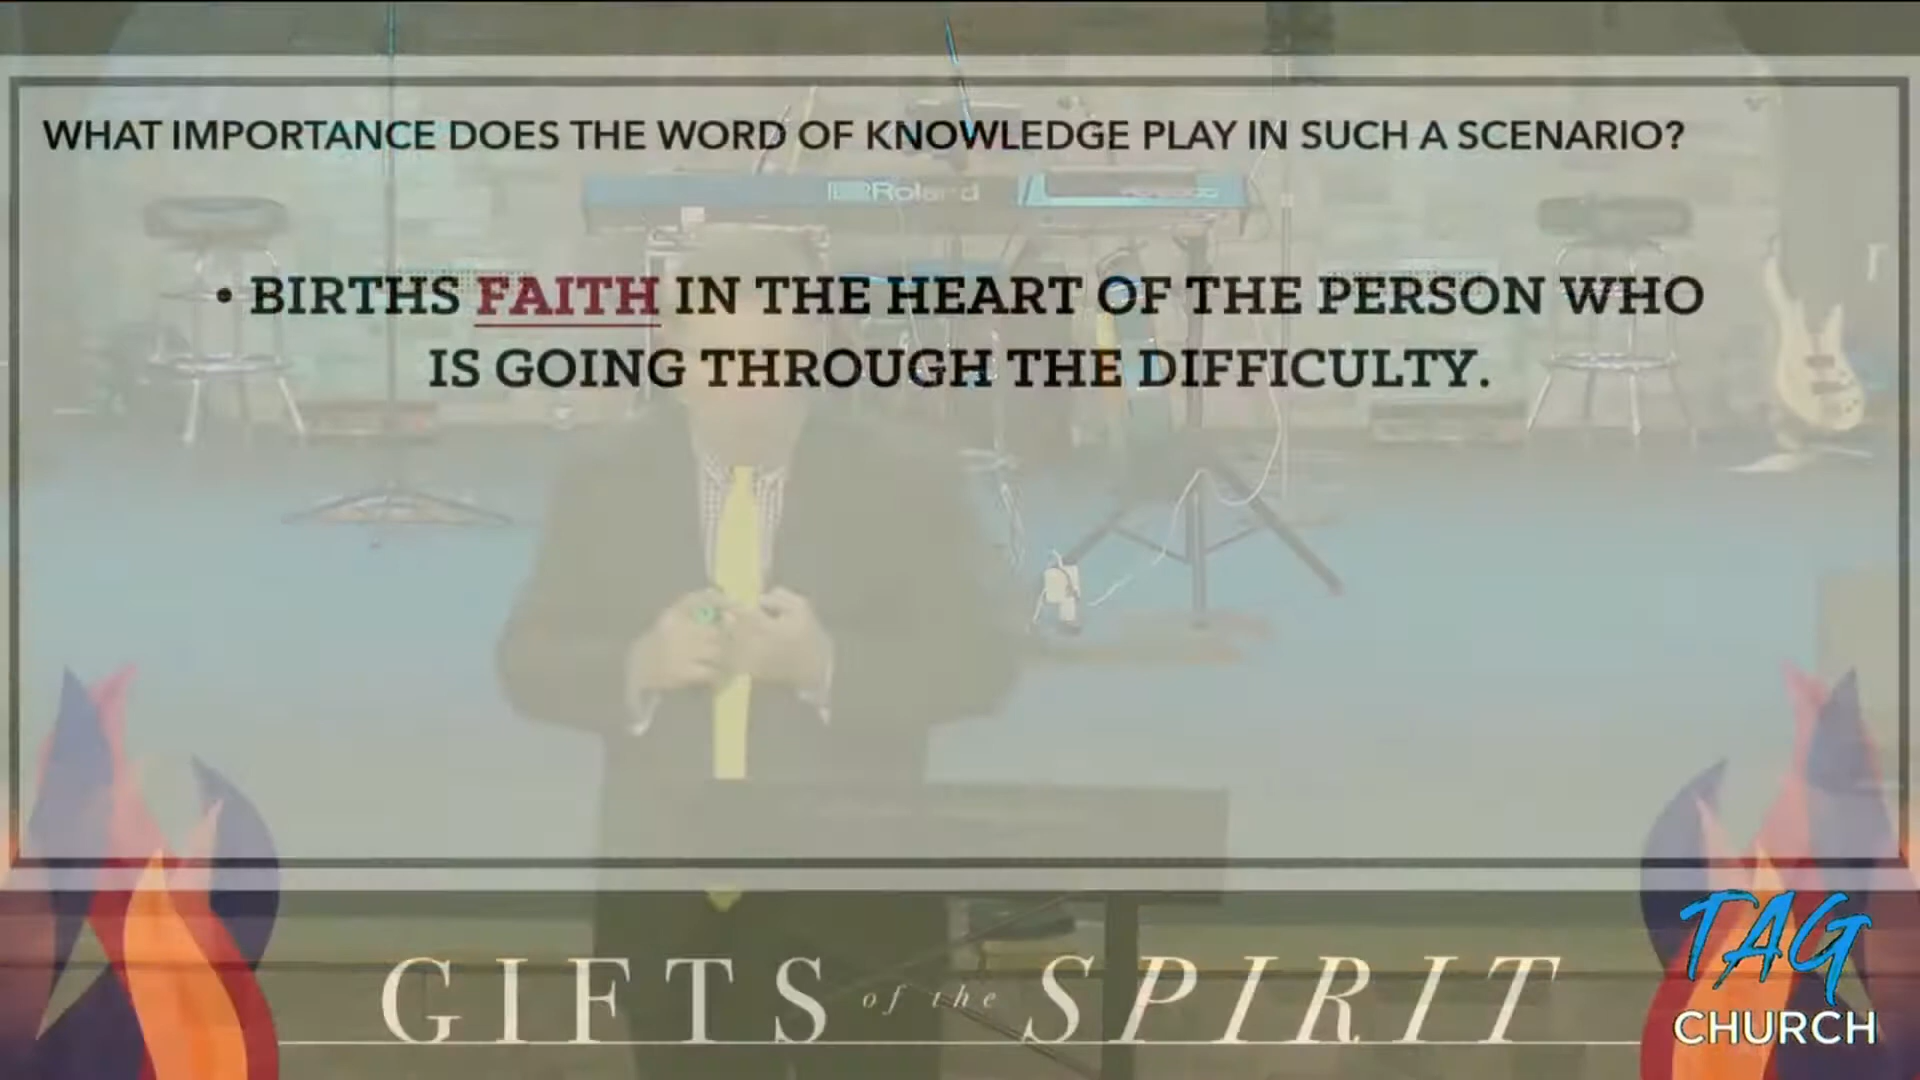 WHAT IMPORTANCE DOES THE WORD OF KNOWLEDGE PLAY IN SUCH A SCENARIO?
Roland
• BIRTHS FAITH IN THE HEART OF THE PERSON WHO
IS GOING THROUGH THE DIFFICULTY.
GIFTS of the SPIRIT
TAG
CHURCH